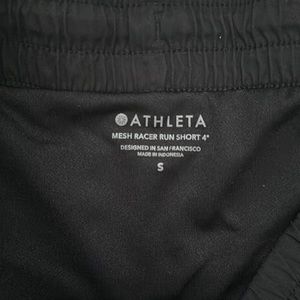 ATHLETA
MESH RACER RUN SHORT 4"
DESIGNED IN SAN FRANCISCO
MADE IN INDONESIA
S